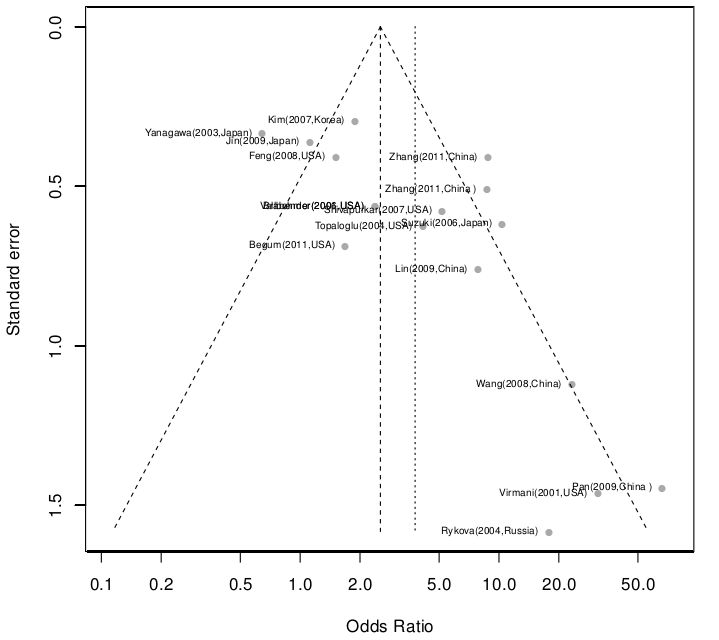 0.0
Kim(2007,Korea)
Yanagawa(2003,Japan)
Jin(2009,Japan)
Feng(2008,USA)
Zhang(2011,China)
0.5
Zhang(2011,China )
Shivapurkar(2007,USA)
Suzuki(2006,Japan)
Topaloglu(2004,USA)
Begum(2011,USA)
Lin(2009,China)
Standard error
1.0
Wang(2008,China)
Pan(2009,China )
Virmani(2001,USA)
1.5
Rykova(2004,Russia)
0.1 0.2 0.5 1.0 2.0 5.0 10.0 20.0 50.0
Odds Ratio